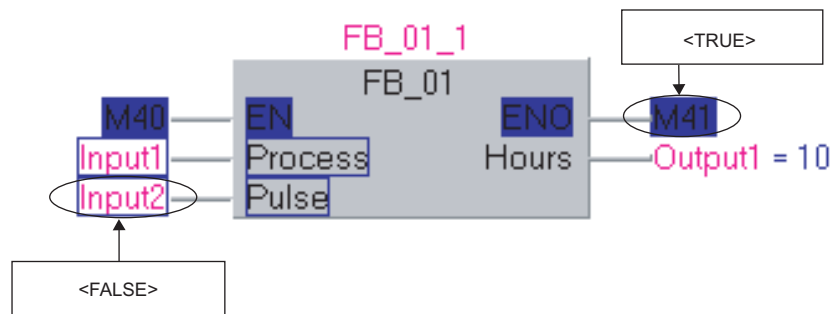 <TRUE>
FB_01_1
FB_01
M40 EN ENO M41
Input1 Process Hours Output1 = 10
Input2 Pulse
<FALSE>